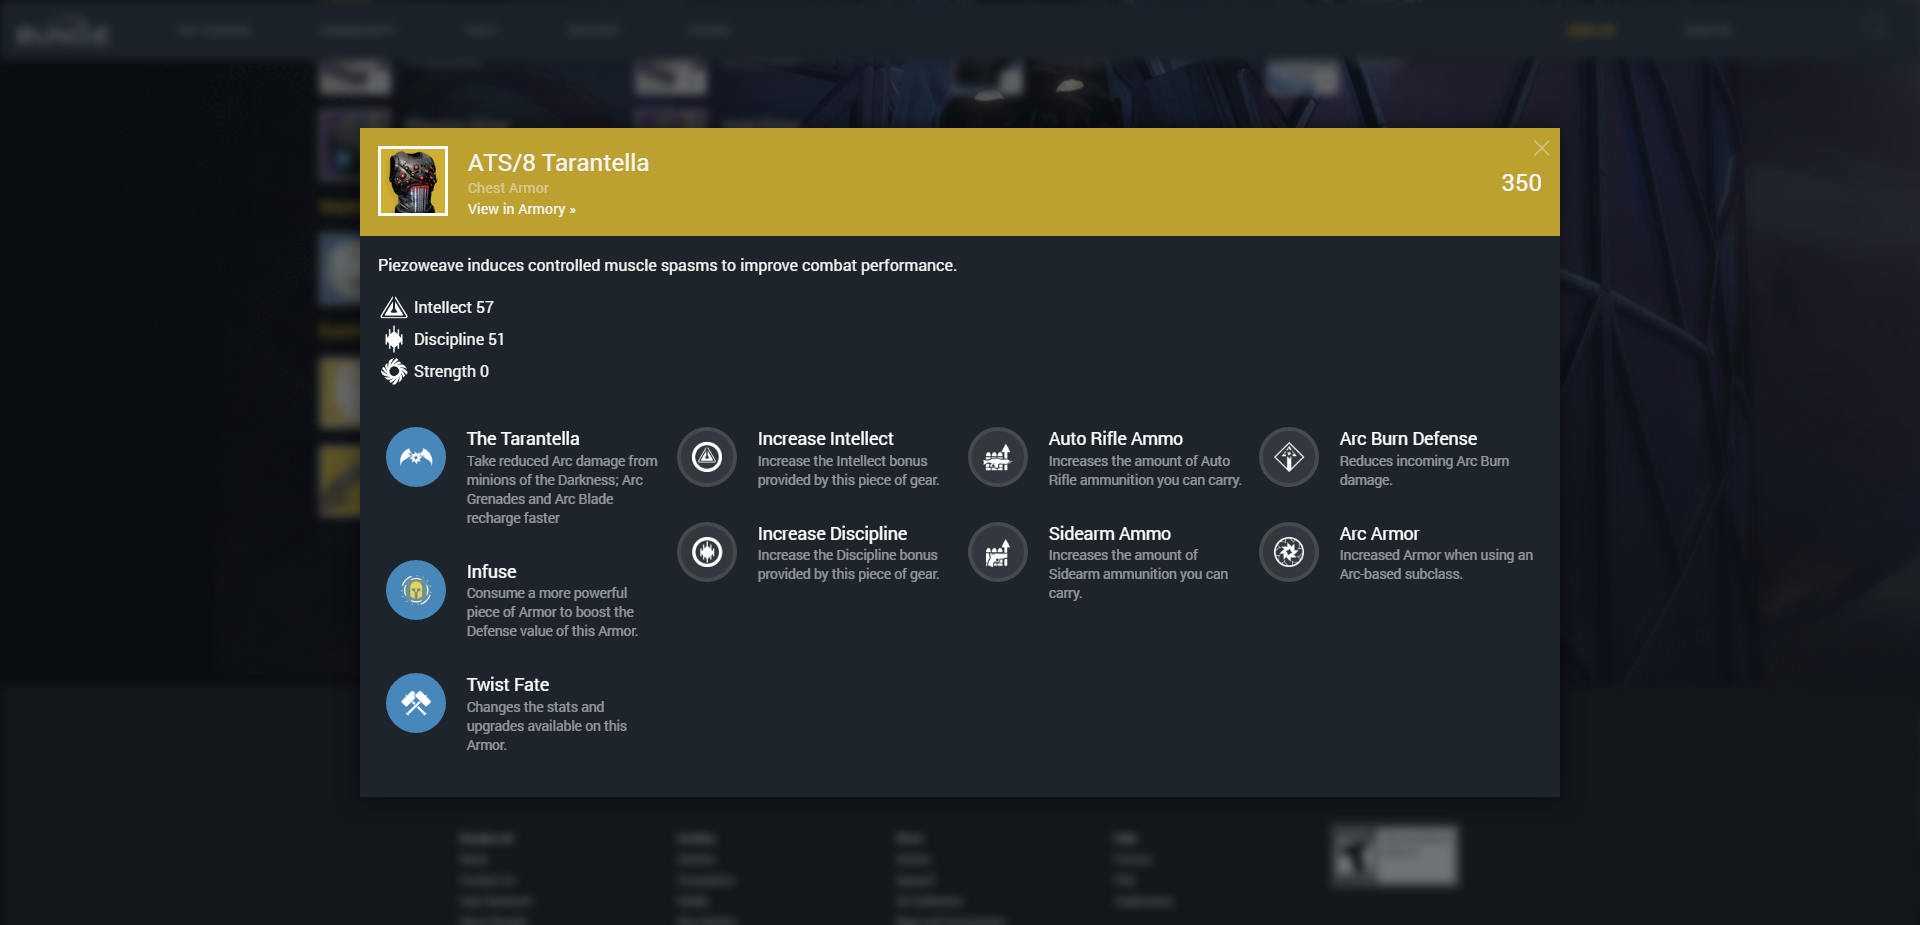 ATS/8 Tarantella
Chest Armor
View in Armory »
350
Piezoweave induces controlled muscle spasms to improve combat performance.
Intellect 57
Discipline 51
Strength 0
The Tarantella
Take reduced Arc damage from
minions of the Darkness; Arc
Grenades and Arc Blade
recharge faster
Infuse
Consume a more powerful
piece of Armor to boost the
Defense value of this Armor.
Twist Fate
Changes the stats and
upgrades available on this
Armor.
Increase Intellect
Increase the Intellect bonus
provided by this piece of gear.
Increase Discipline
Increase the Discipline bonus
provided by this piece of gear.
Auto Rifle Ammo
Increases the amount of Auto
Rifle ammunition you can carry.
Sidearm Ammo
Increases the amount of
Sidearm ammunition you can
carry.
Arc Burn Defense
Reduces incoming Arc Burn
damage.
Arc Armor
Increased Armor when using an
Arc-based subclass.